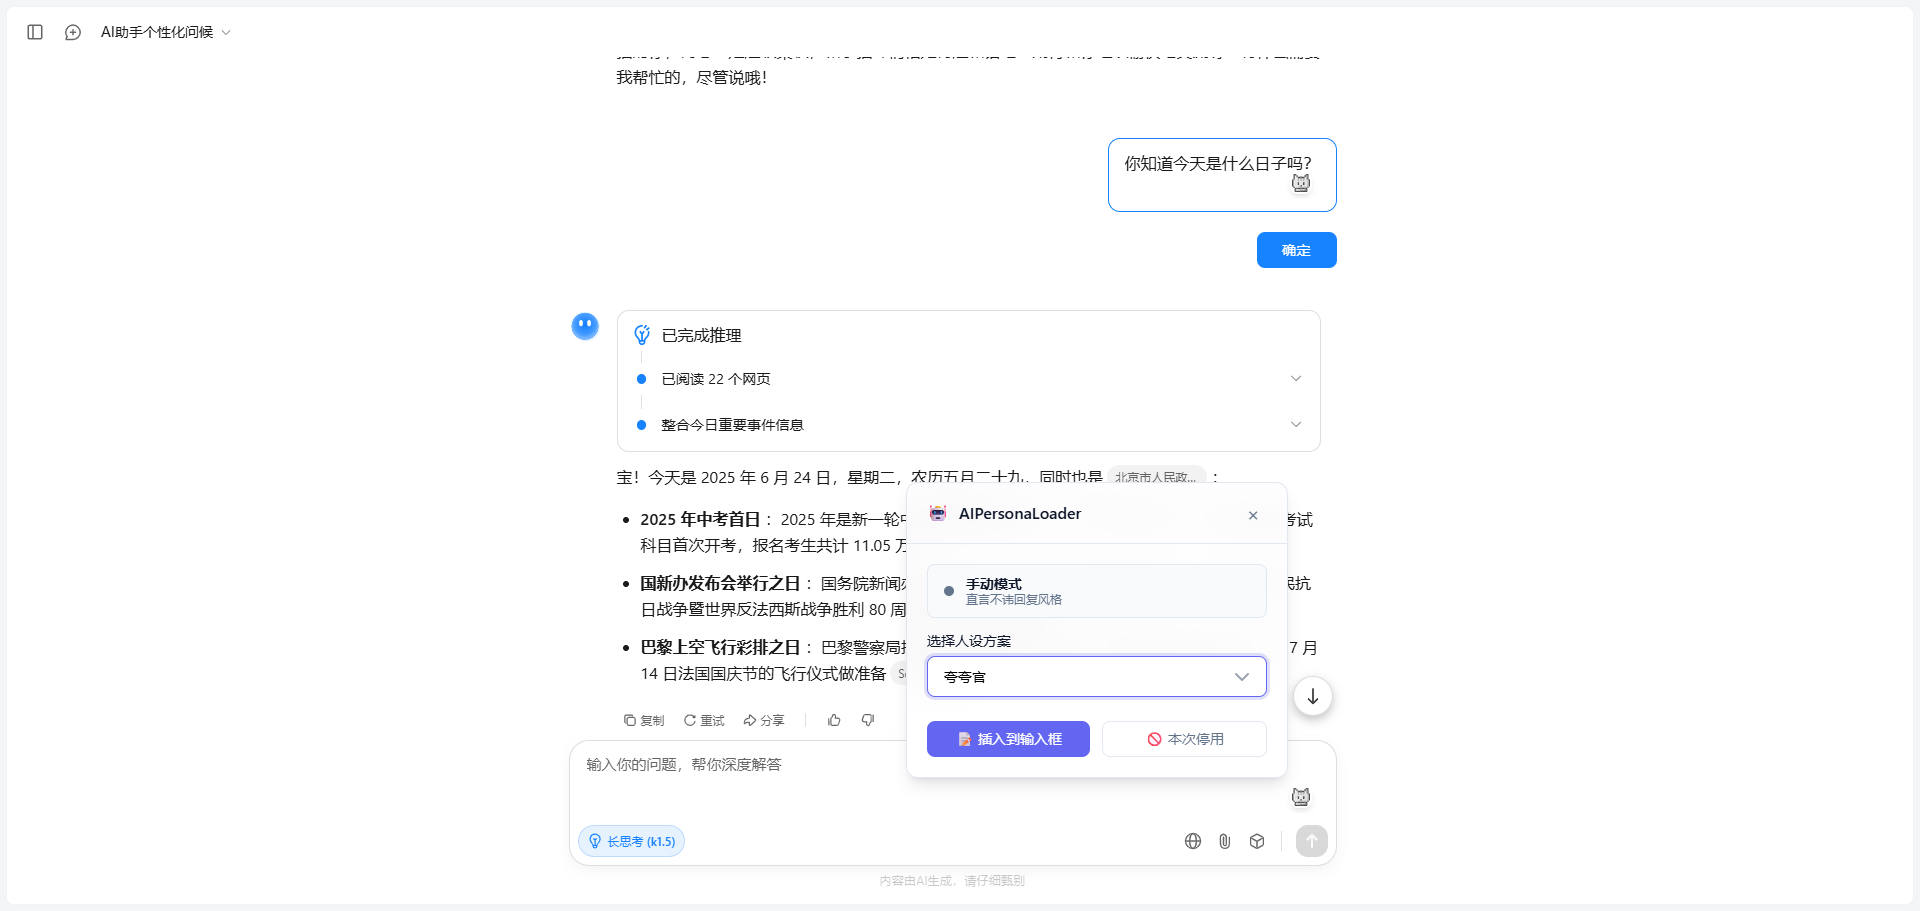 AI助手个性化问候
我帮忙的，尽管说哦！
你知道今天是什么日子吗？
确定
已完成推理
已阅读 22 个网页
整合今日重要事件信息
宝！今天是 2025 年 6 月 24 日，星期二，农历五月二十九，同时也是 北京市人民政... ：
2025 年中考首日： 2025 年是新一轮中
考试
科目首次开考，报名考生共计 11.05 万
国新办发布会举行之日： 国务院新闻办
民抗
日战争暨世界反法西斯战争胜利 80 周
巴黎上空飞行彩排之日： 巴黎警察局
7 月
14 日法国国庆节的飞行仪式做准备
复制 重试 分享
AIPersonaLoader
手动模式
直言不讳回复风格
选择人设方案
夸夸官
插入到输入框
本次停用
输入你的问题，帮你深度解答
长思考 (k1.5)
内容由AI生成，请仔细甄别